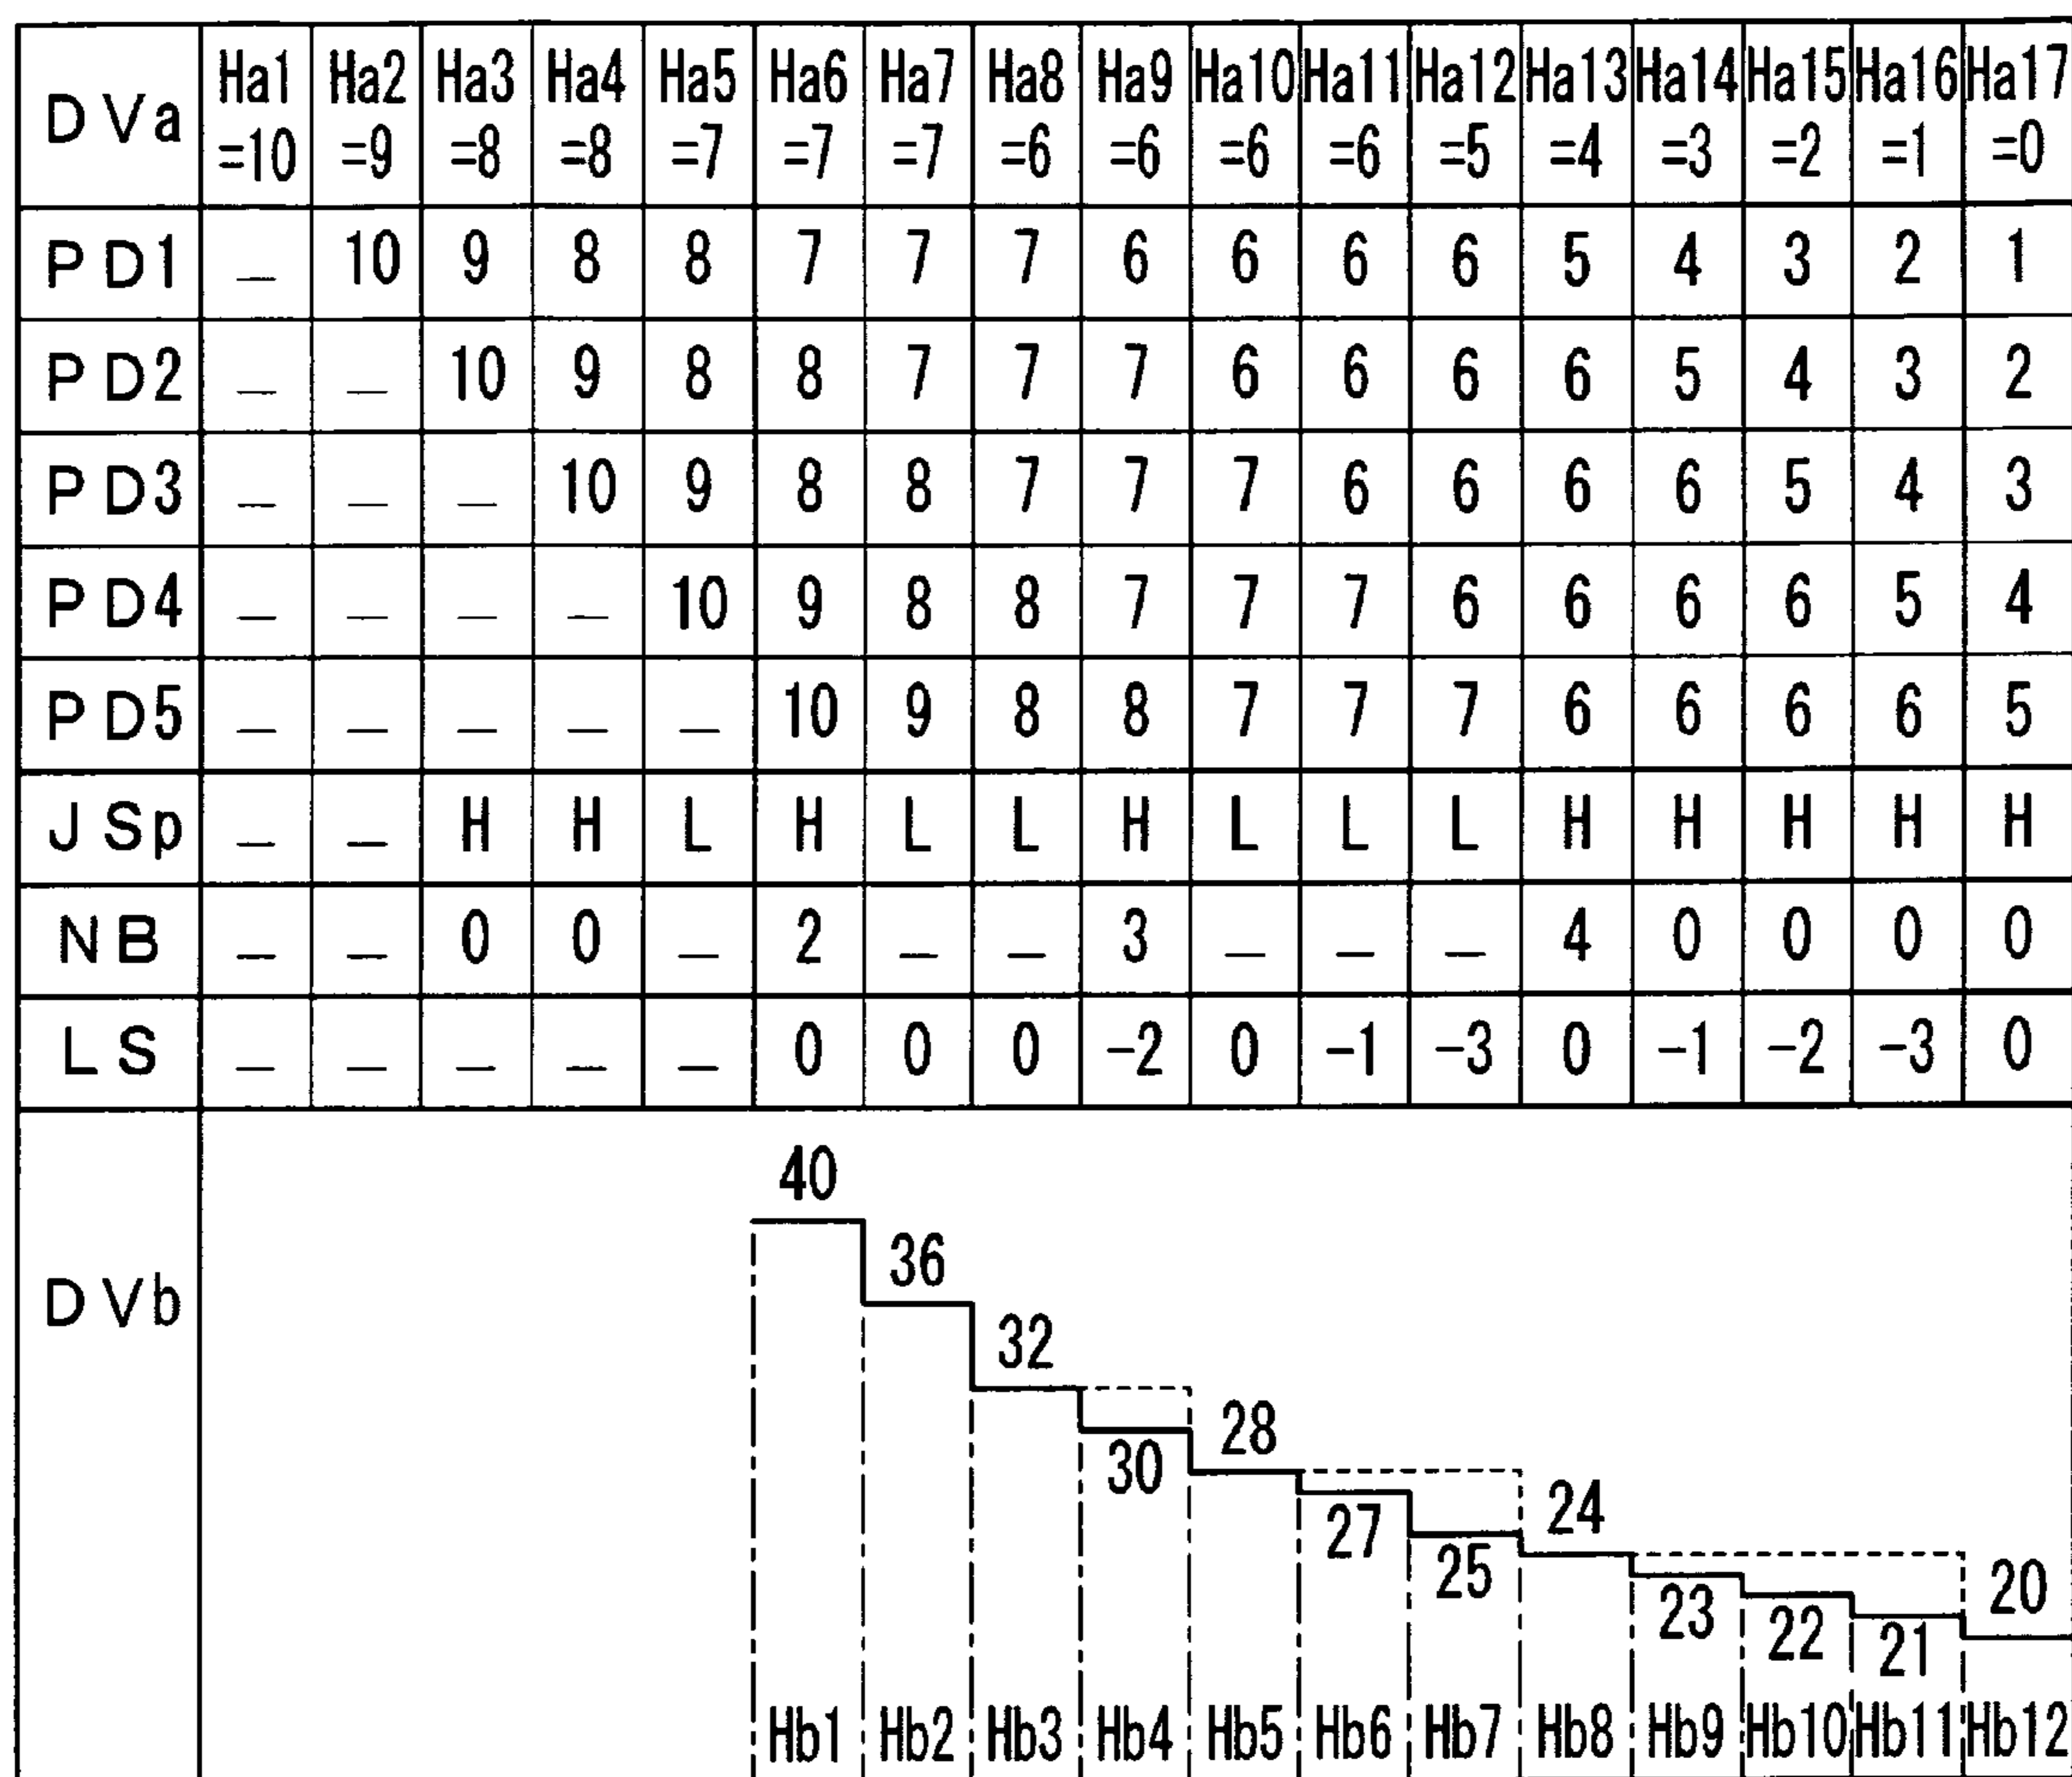 DVa Ha1 Ha2 Ha3 Ha4 Ha5 Ha6 Ha7 Ha8 Ha9 Ha10 Ha11 Ha12 Ha13 Ha14 Ha15 Ha16 Ha17
=10 =9 =8 =8 =7 =7 =7 =6 =6 =6 =6 =5 =4 =3 =2 =1 =0
PD1 — 10 9 8 8 7 7 7 6 6 6 6 5 4 3 2 1
PD2 — — 10 9 8 8 7 7 7 6 6 6 6 5 4 3 2
PD3 — — — 10 9 8 8 7 7 7 6 6 6 6 5 4 3
PD4 — — — — 10 9 8 8 7 7 7 6 6 6 6 5 4
PD5 — — — — — 10 9 8 8 7 7 7 6 6 6 6 5
JSp — — H H L H L L H L L L H H H H H
NB — — 0 0 — 2 — — 3 — — — 4 0 0 0 0
LS — — — — — 0 0 0 -2 0 -1 -3 0 -1 -2 -3 0
DVb
40
36
32
30
28
27
25
24
23
22
21
20
Hb1 Hb2 Hb3 Hb4 Hb5 Hb6 Hb7 Hb8 Hb9 Hb10 Hb11 Hb12